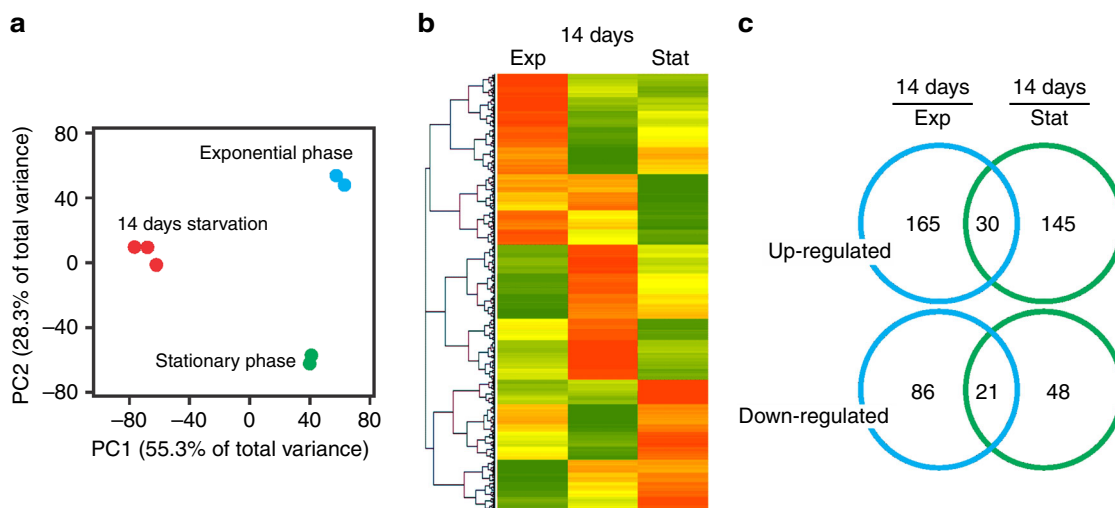 a
PC2 (28.3% of total variance)
80
40
0
−40
−80
Exponential phase
14 days starvation
Stationary phase
−80 −40 0 40 80
PC1 (55.3% of total variance)
b
14 days
Exp Stat
c
14 days 14 days
Exp Stat
165 30 145
Up-regulated
86 21 48
Down-regulated